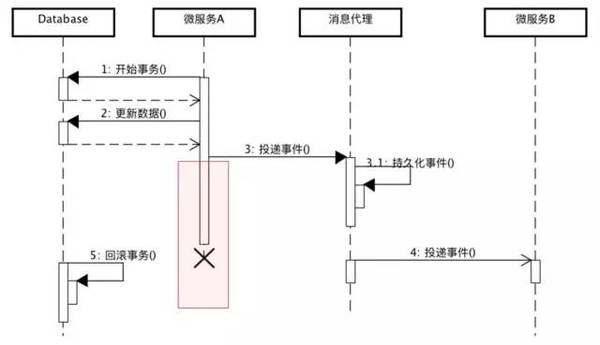 Database
微服务A
消息代理
微服务B
1: 开始事务()
2: 更新数据()
3: 投递事件()
3.1: 持久化事件()
4: 投递事件()
5: 回滚事务()